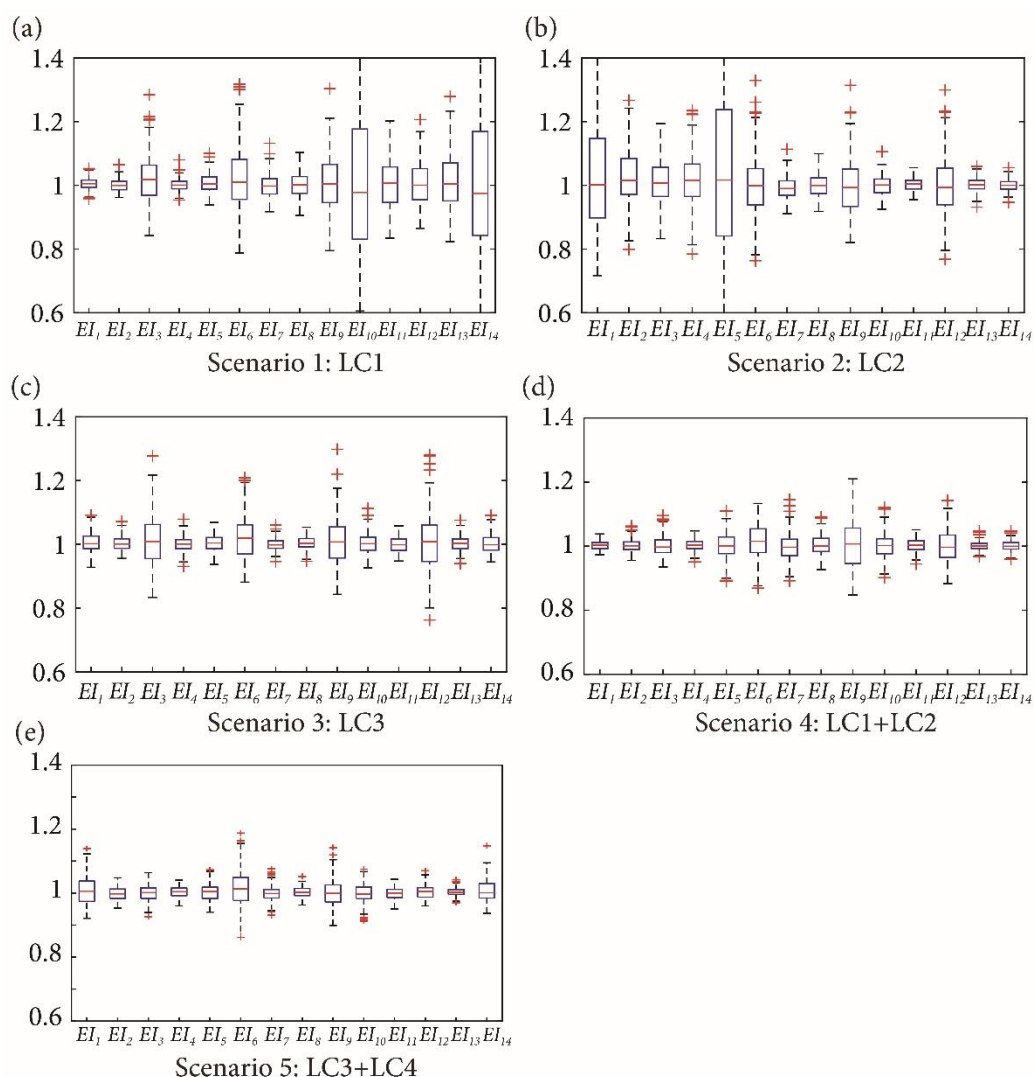 (a)
1.4
1.2
1
0.8
0.6
EI1 EI2 EI3 EI4 EI5 EI6 EI7 EI8 EI9 EI10 EI11 EI12 EI13 EI14
Scenario 1: LC1
(b)
1.4
1.2
1
0.8
0.6
EI1 EI2 EI3 EI4 EI5 EI6 EI7 EI8 EI9 EI10 EI11 EI12 EI13 EI14
Scenario 2: LC2
(c)
1.4
1.2
1
0.8
0.6
EI1 EI2 EI3 EI4 EI5 EI6 EI7 EI8 EI9 EI10 EI11 EI12 EI13 EI14
Scenario 3: LC3
(d)
1.4
1.2
1
0.8
0.6
EI1 EI2 EI3 EI4 EI5 EI6 EI7 EI8 EI9 EI10 EI11 EI12 EI13 EI14
Scenario 4: LC1+LC2
(e)
1.4
1.2
1
0.8
0.6
EI1 EI2 EI3 EI4 EI5 EI6 EI7 EI8 EI9 EI10 EI11 EI12 EI13 EI14
Scenario 5: LC3+LC4